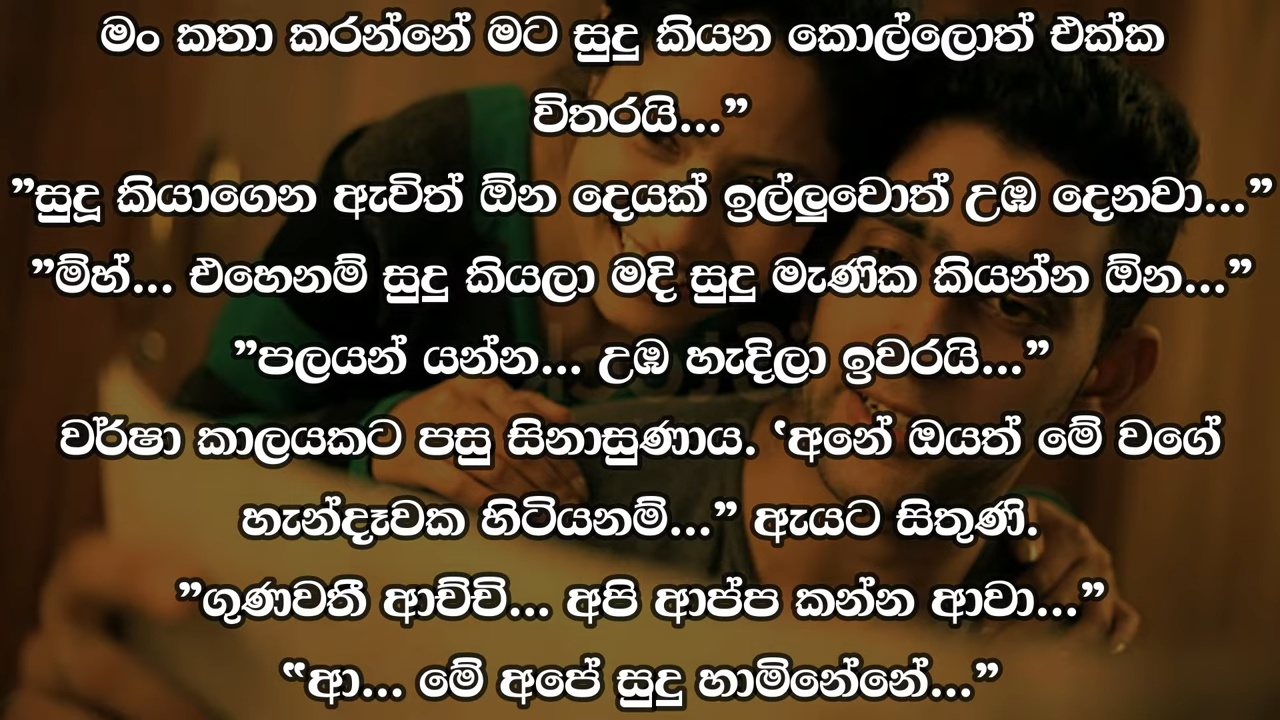 මං කතා කරන්නේ මට සුදු කියන කොල්ලොත් එක්ක
විතරයි...”
”සුදූ කියාගෙන ඇවිත් ඕන දෙයක් ඉල්ලුවොත් උඹ දෙනවා...”
”ම්හ්... එහෙනම් සුදු කියලා මදි සුදු මැණික කියන්න ඕන...”
”පලයන් යන්න... උඹ හැදිලා ඉවරයි...”
වර්ෂා කාලයකට පසු සිනාසුණාය. ‘අනේ ඔයත් මේ වගේ
හැන්දෑවක හිටියනම්...” ඇයට සිතුණි.
”ගුණවතී ආච්චි... අපි ආප්ප කන්න ආවා...”
“ආ... මේ අපේ සුදු හාමිනේනේ...”